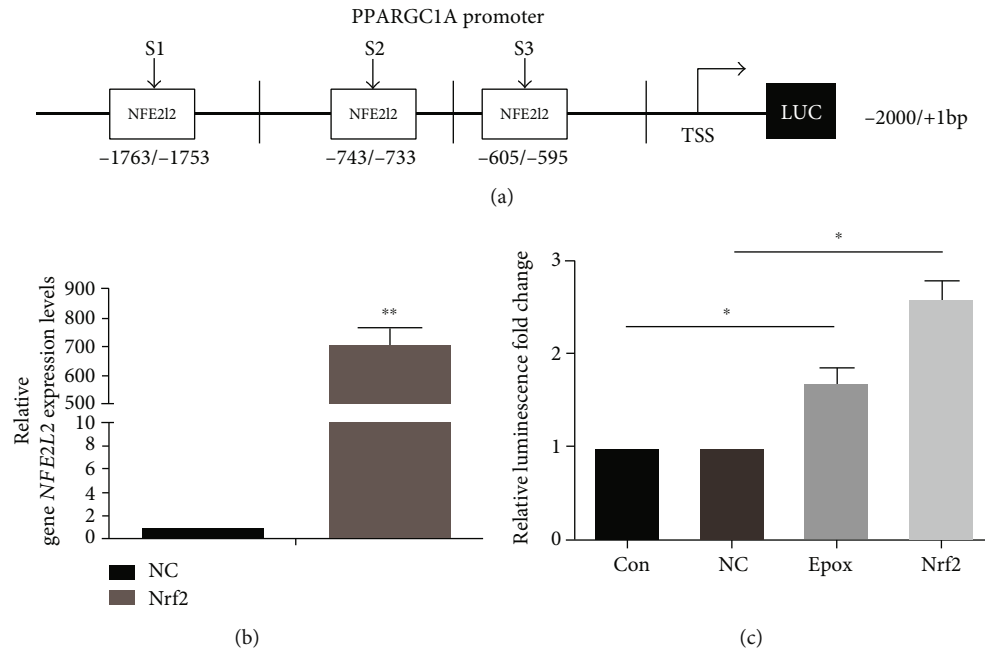 PPARGC1A promoter
S1 S2 S3
NFE2l2 NFE2l2 NFE2l2 LUC −2000/+1bp
TSS
−1763/−1753 −743/−733 −605/−595
(a)
Relative
gene NFE2L2 expression levels
900
800
700
600
500
10
8
6
4
2
0
**
NC
Nrf2
(b)
Relative luminescence fold change
3
2
1
0
*
*
Con NC Epox Nrf2
(c)